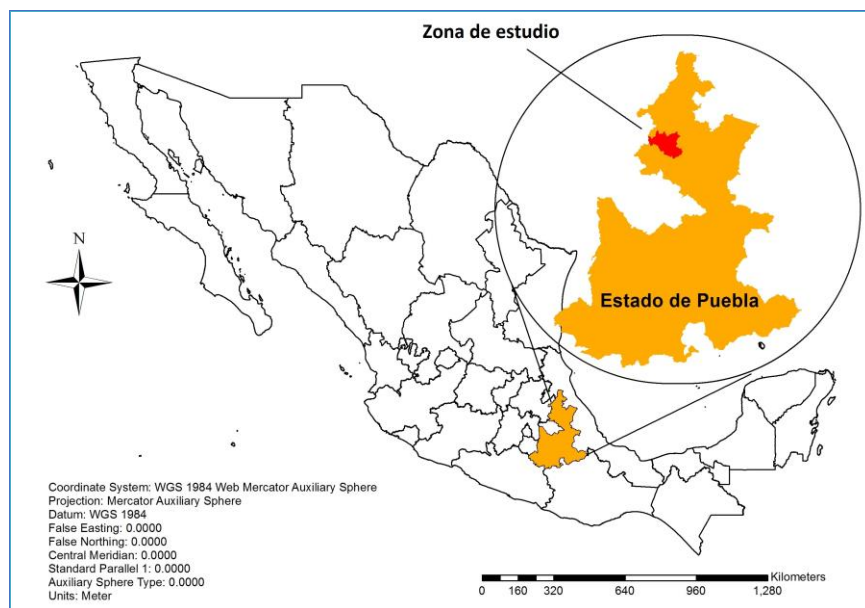 Zona de estudio
N
Estado de Puebla
Coordinate System: WGS 1984 Web Mercator Auxiliary Sphere
Projection: Mercator Auxiliary Sphere
Datum: WGS 1984
False Easting: 0.0000
False Northing: 0.0000
Central Meridian: 0.0000
Standard Parallel 1: 0.0000
Auxiliary Sphere Type: 0.0000
Units: Meter
Kilometers
0 160 320 640 960 1,280